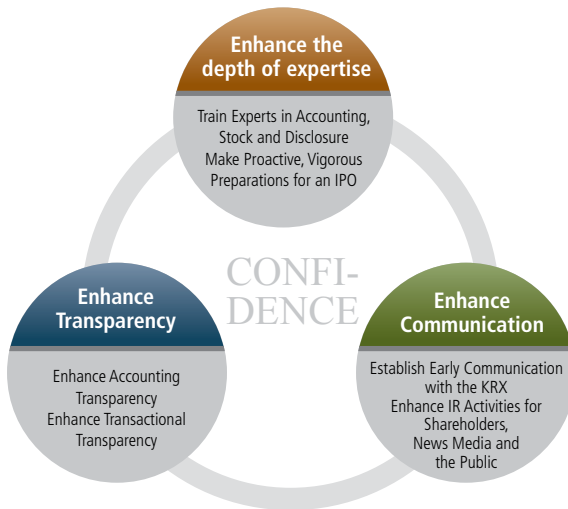 Enhance the
depth of expertise
Train Experts in Accounting,
Stock and Disclosure
Make Proactive, Vigorous
Preparations for an IPO
CONFI-
DENCE
Enhance
Transparency
Enhance Accounting
Transparency
Enhance Transactional
Transparency
Enhance
Communication
Establish Early Communication
with the KRX
Enhance IR Activities for
Shareholders,
News Media and
the Public